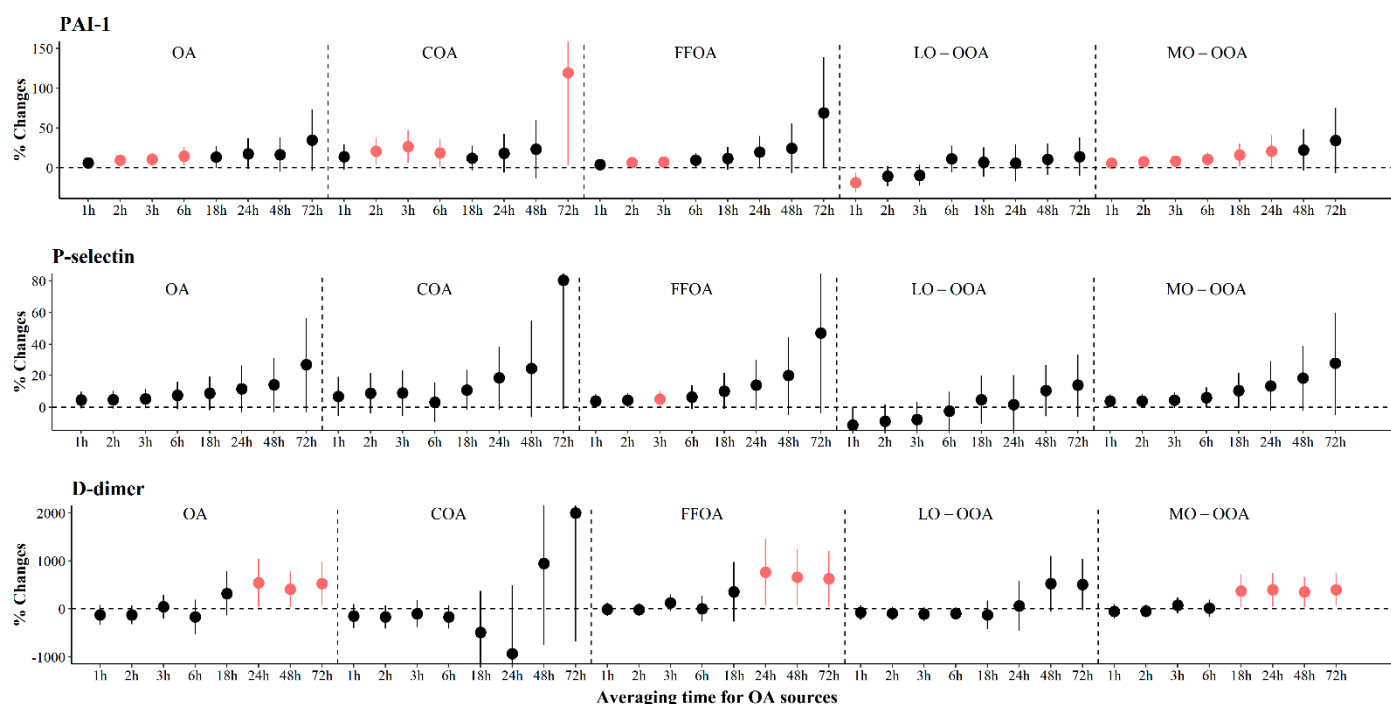 PAI-1
OA COA FFOA LO – OOA MO – OOA
% Changes
150
100
50
0
1h 2h 3h 6h 18h 24h 48h 72h 1h 2h 3h 6h 18h 24h 48h 72h 1h 2h 3h 6h 18h 24h 48h 72h 1h 2h 3h 6h 18h 24h 48h 72h 1h 2h 3h 6h 18h 24h 48h 72h
P-selectin
OA COA FFOA LO – OOA MO – OOA
% Changes
80
60
40
20
0
1h 2h 3h 6h 18h 24h 48h 72h 1h 2h 3h 6h 18h 24h 48h 72h 1h 2h 3h 6h 18h 24h 48h 72h 1h 2h 3h 6h 18h 24h 48h 72h 1h 2h 3h 6h 18h 24h 48h 72h
D-dimer
OA COA FFOA LO – OOA MO – OOA
% Changes
2000
1000
0
-1000
1h 2h 3h 6h 18h 24h 48h 72h 1h 2h 3h 6h 18h 24h 48h 72h 1h 2h 3h 6h 18h 24h 48h 72h 1h 2h 3h 6h 18h 24h 48h 72h 1h 2h 3h 6h 18h 24h 48h 72h
Averaging time for OA sources